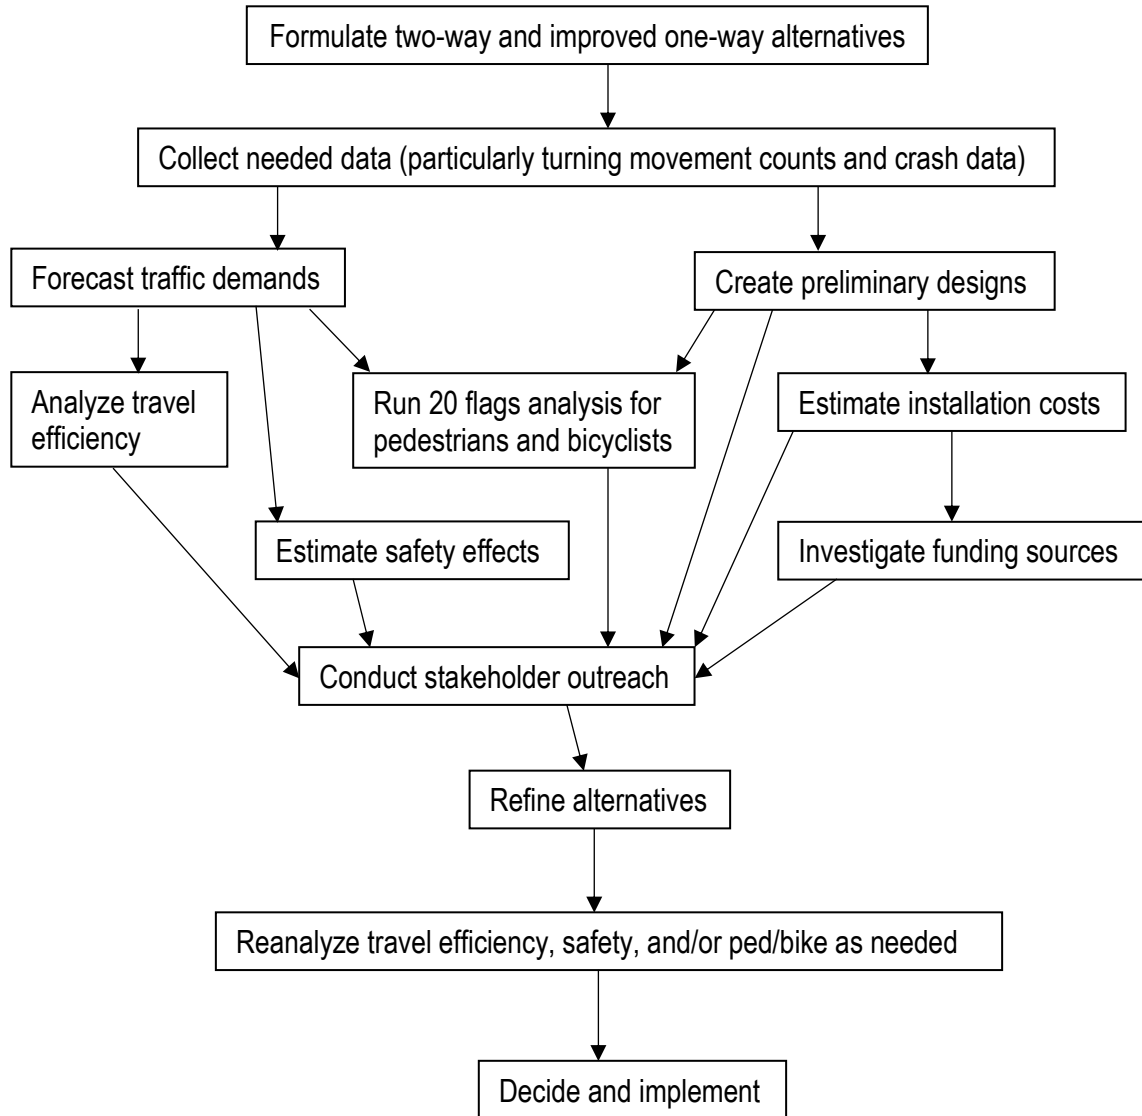 Formulate two-way and improved one-way alternatives
Collect needed data (particularly turning movement counts and crash data)
Forecast traffic demands
Create preliminary designs
Analyze travel
efficiency
Run 20 flags analysis for
pedestrians and bicyclists
Estimate installation costs
Estimate safety effects
Investigate funding sources
Conduct stakeholder outreach
Refine alternatives
Reanalyze travel efficiency, safety, and/or ped/bike as needed
Decide and implement